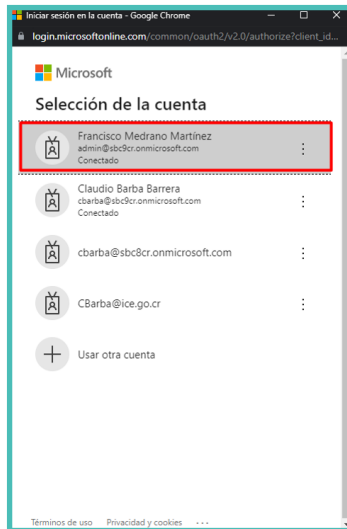 Iniciar sesión en la cuenta - Google Chrome
login.microsoftonline.com/common/oauth2/v2.0/authorize?client_id...
Microsoft
Selección de la cuenta
Francisco Medrano Martínez
admin@sbc9cr.onmicrosoft.com
Conectado
Claudio Barba Barrera
cbarba@sbc9cr.onmicrosoft.com
Conectado
cbarba@sbc8cr.onmicrosoft.com
CBarba@ice.go.cr
Usar otra cuenta
Términos de uso Privacidad y cookies ...